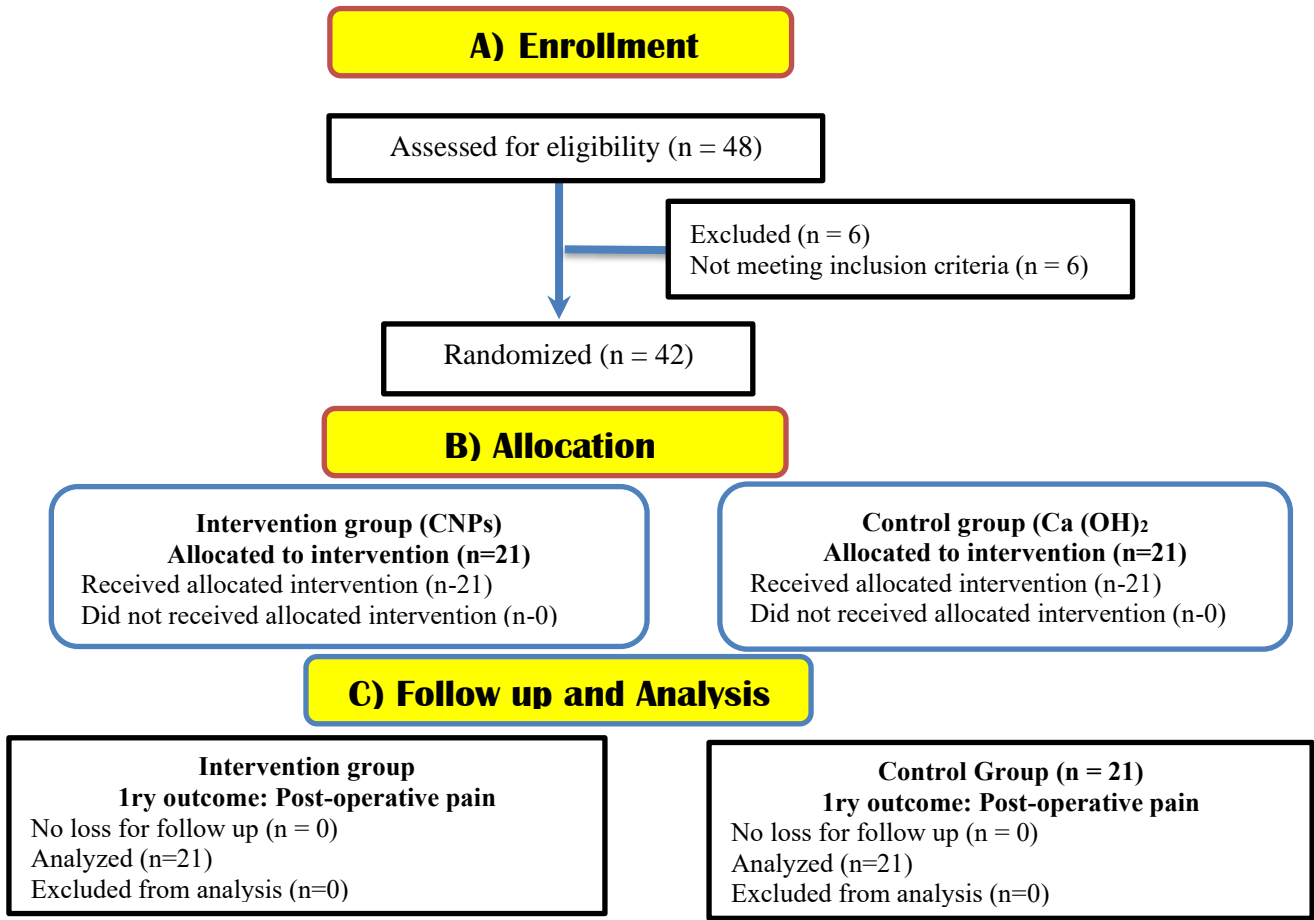 A) Enrollment
Assessed for eligibility (n = 48)
Excluded (n = 6)
Not meeting inclusion criteria (n = 6)
Randomized (n = 42)
B) Allocation
Intervention group (CNPs)
Allocated to intervention (n=21)
Received allocated intervention (n-21)
Did not received allocated intervention (n-0)
Control group (Ca (OH)₂
Allocated to intervention (n=21)
Received allocated intervention (n-21)
Did not received allocated intervention (n-0)
C) Follow up and Analysis
Intervention group
1ry outcome: Post-operative pain
No loss for follow up (n = 0)
Analyzed (n=21)
Excluded from analysis (n=0)
Control Group (n = 21)
1ry outcome: Post-operative pain
No loss for follow up (n = 0)
Analyzed (n=21)
Excluded from analysis (n=0)